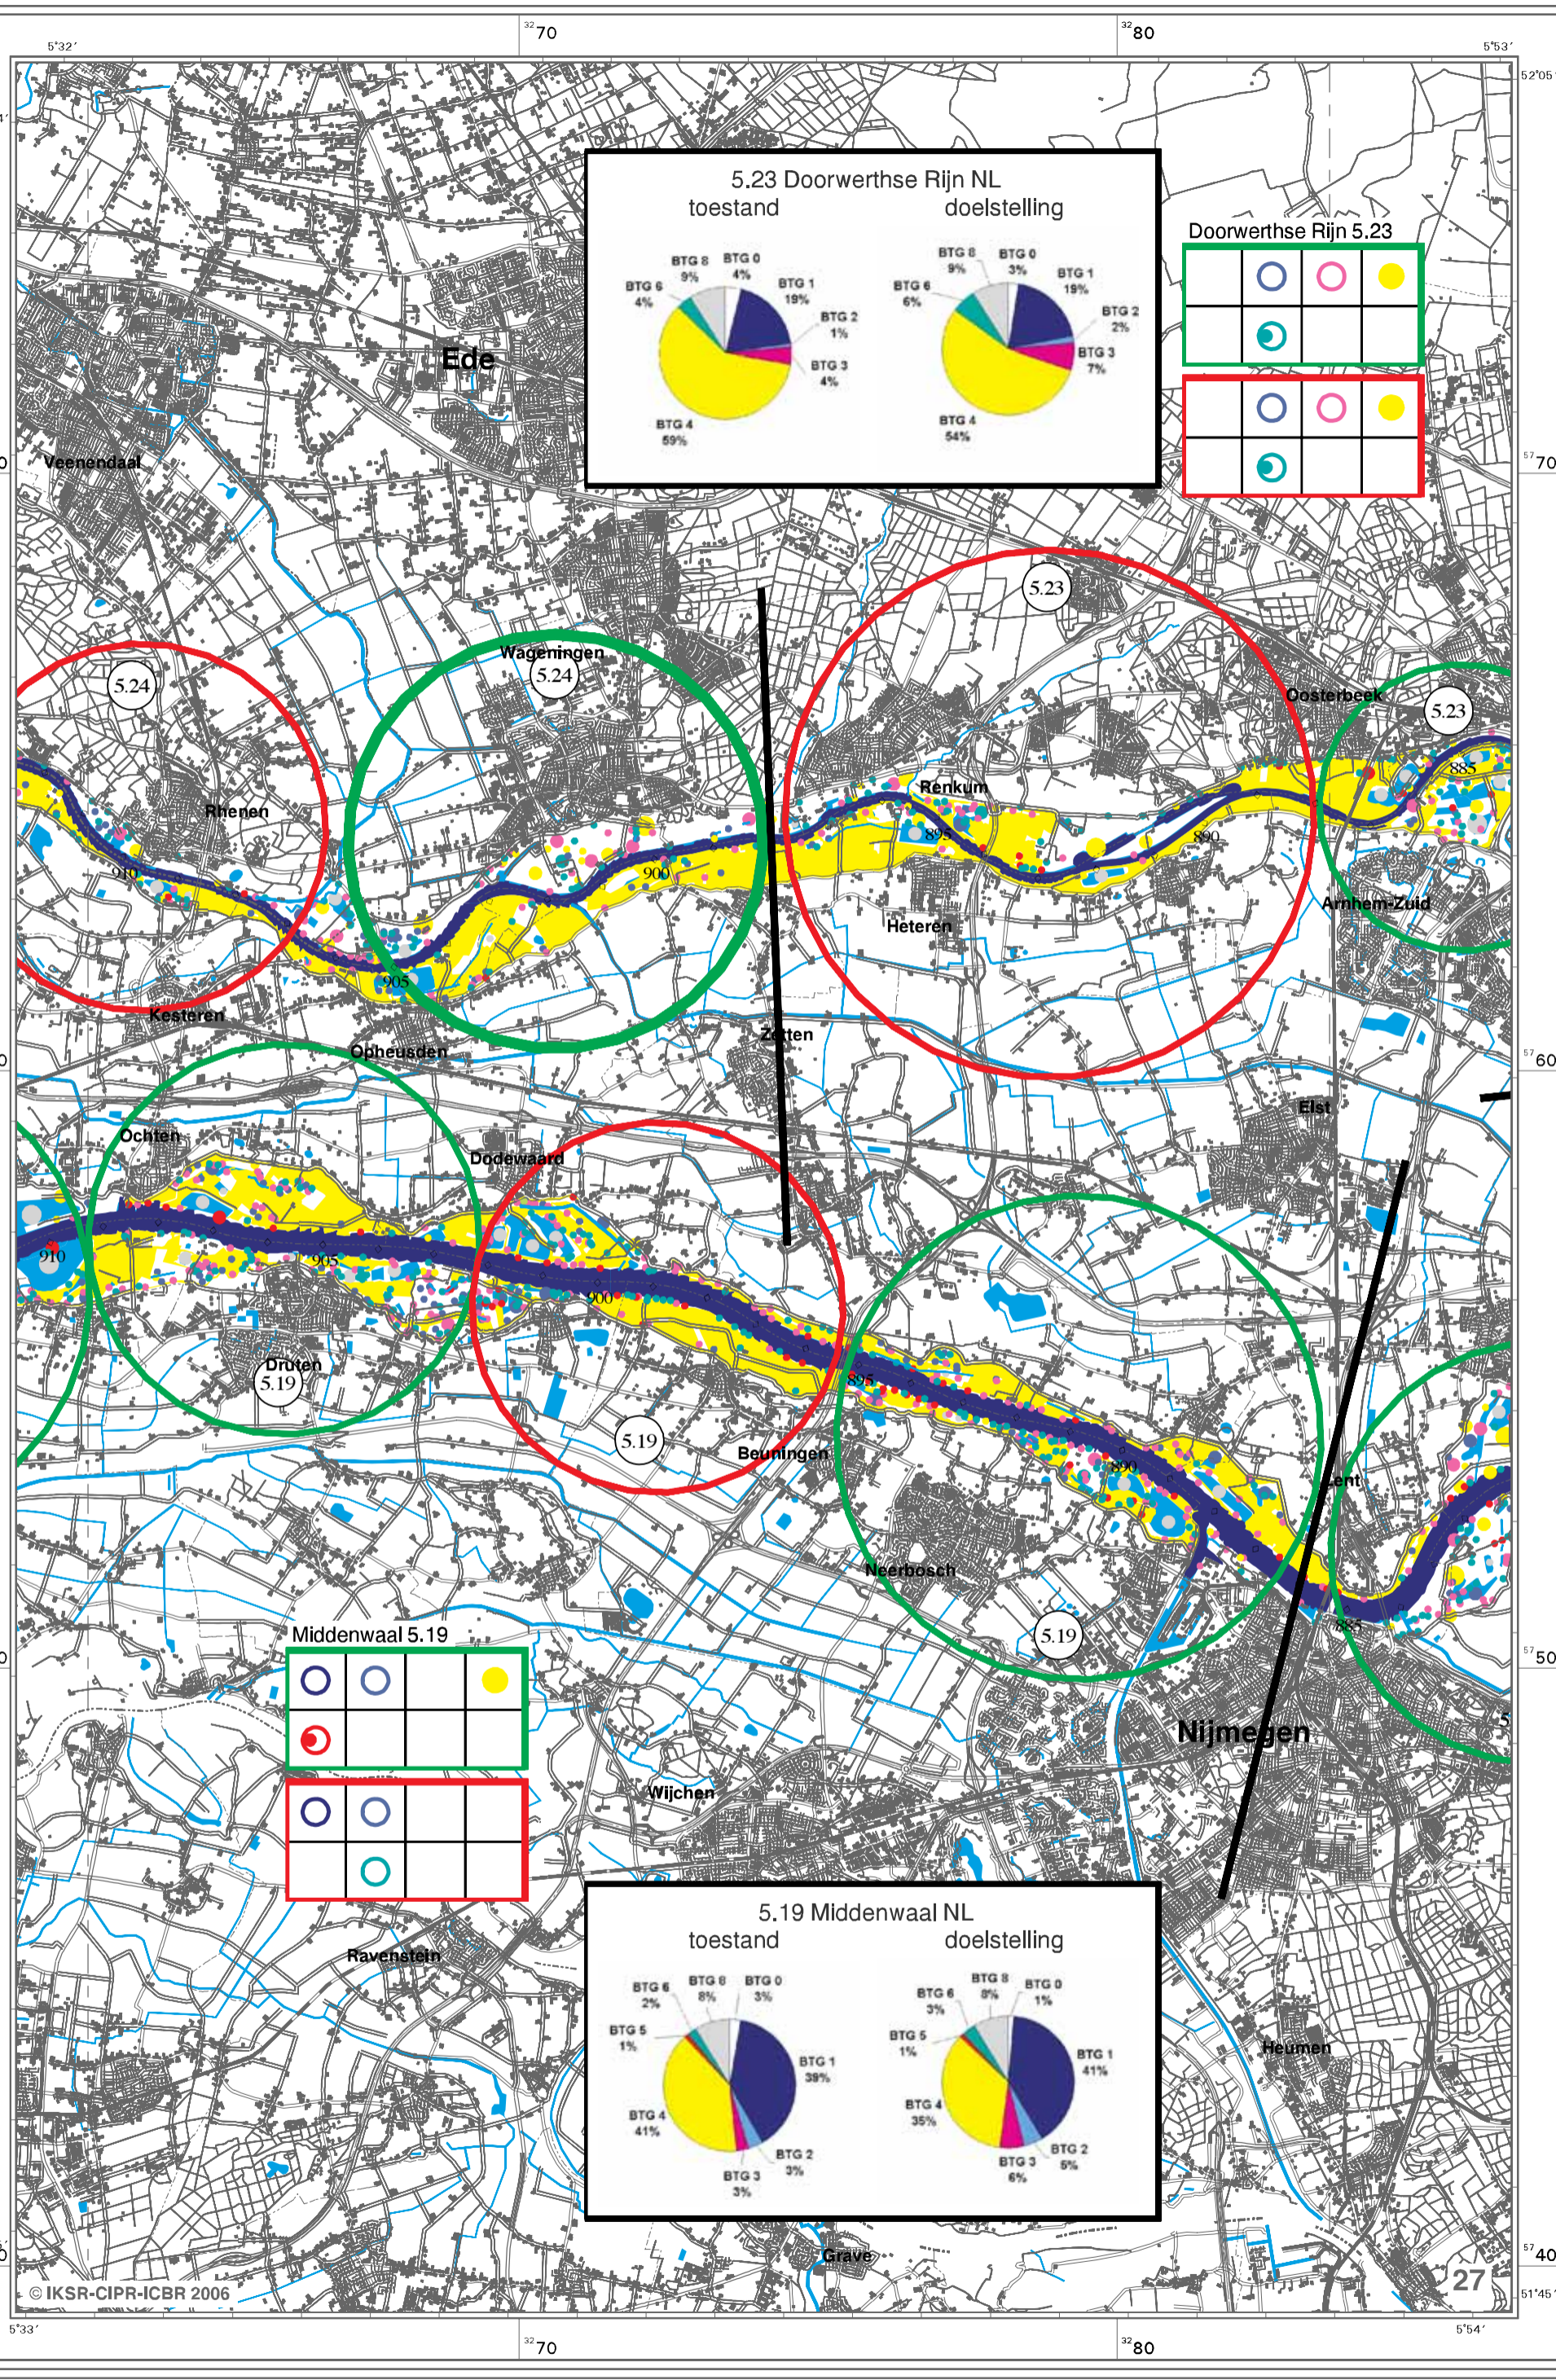 32 70
32 80
5°32′
5°53′
52°05′
5.23 Doorwerthse Rijn NL
toestand
doelstelling
BTG 8
9%
BTG 0
4%
BTG 1
19%
BTG 2
1%
BTG 3
4%
BTG 4
59%
BTG 6
4%
BTG 8
9%
BTG 0
3%
BTG 1
19%
BTG 2
2%
BTG 3
7%
BTG 4
54%
BTG 6
6%
Doorwerthse Rijn 5.23
Ede
Veenendaal
57 70
5.23
Wageningen
5.24
5.24
Oosterbeek
5.23
885
Renkum
Rhenen
895
890
910
900
Arnhem-Zuid
Heteren
905
Kesteren
Zetten
Opheusden
57 60
Elst
Ochten
Dodewaard
910
905
900
Druten
5.19
895
5.19
Beuningen
890
Lent
Neerbosch
885
5.19
Middenwaal 5.19
57 50
5
Nijmegen
Wijchen
5.19 Middenwaal NL
toestand
doelstelling
Ravenstein
BTG 6
2%
BTG 8
8%
BTG 0
3%
BTG 5
1%
BTG 1
39%
BTG 4
41%
BTG 2
3%
BTG 3
3%
BTG 6
3%
BTG 8
8%
BTG 0
1%
BTG 5
1%
BTG 1
41%
BTG 4
35%
BTG 3
6%
BTG 2
5%
Heumen
Grave
57 40
27
© IKSR-CIPR-ICBR 2006
51°45′
5°33′
32 70
32 80
5°54′